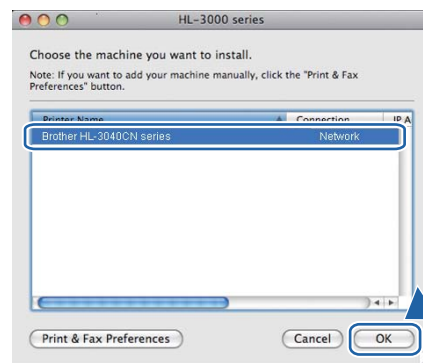 HL-3000 series
Choose the machine you want to install.
Note: If you want to add your machine manually, click the "Print & Fax
Preferences" button.
Printer Name Connection IP A
Brother HL-3040CN series Network
Print & Fax Preferences Cancel OK